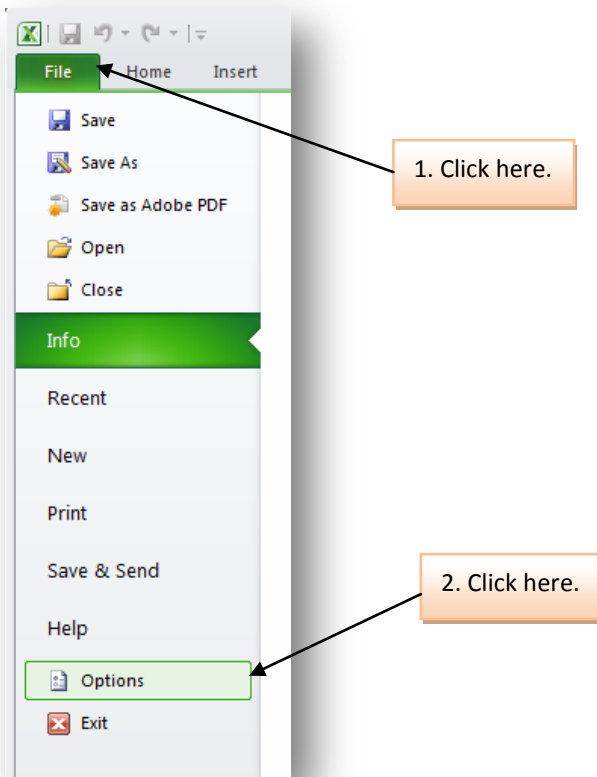 File Home Insert
Save
1. Click here.
Save As
Save as Adobe PDF
Open
Close
Info
Recent
New
Print
Save & Send
2. Click here.
Help
Options
Exit